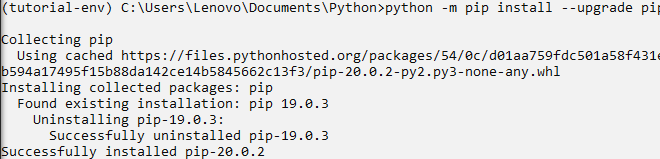 (tutorial-env) C:\Users\Lenovo\Documents\Python>python -m pip install --upgrade pip
Collecting pip
Using cached https://files.pythonhosted.org/packages/54/0c/d01aa759fdc501a58f431e
b594a17495f15b88da142ce14b5845662c13f3/pip-20.0.2-py2.py3-none-any.whl
Installing collected packages: pip
Found existing installation: pip 19.0.3
Uninstalling pip-19.0.3:
Successfully uninstalled pip-19.0.3
Successfully installed pip-20.0.2